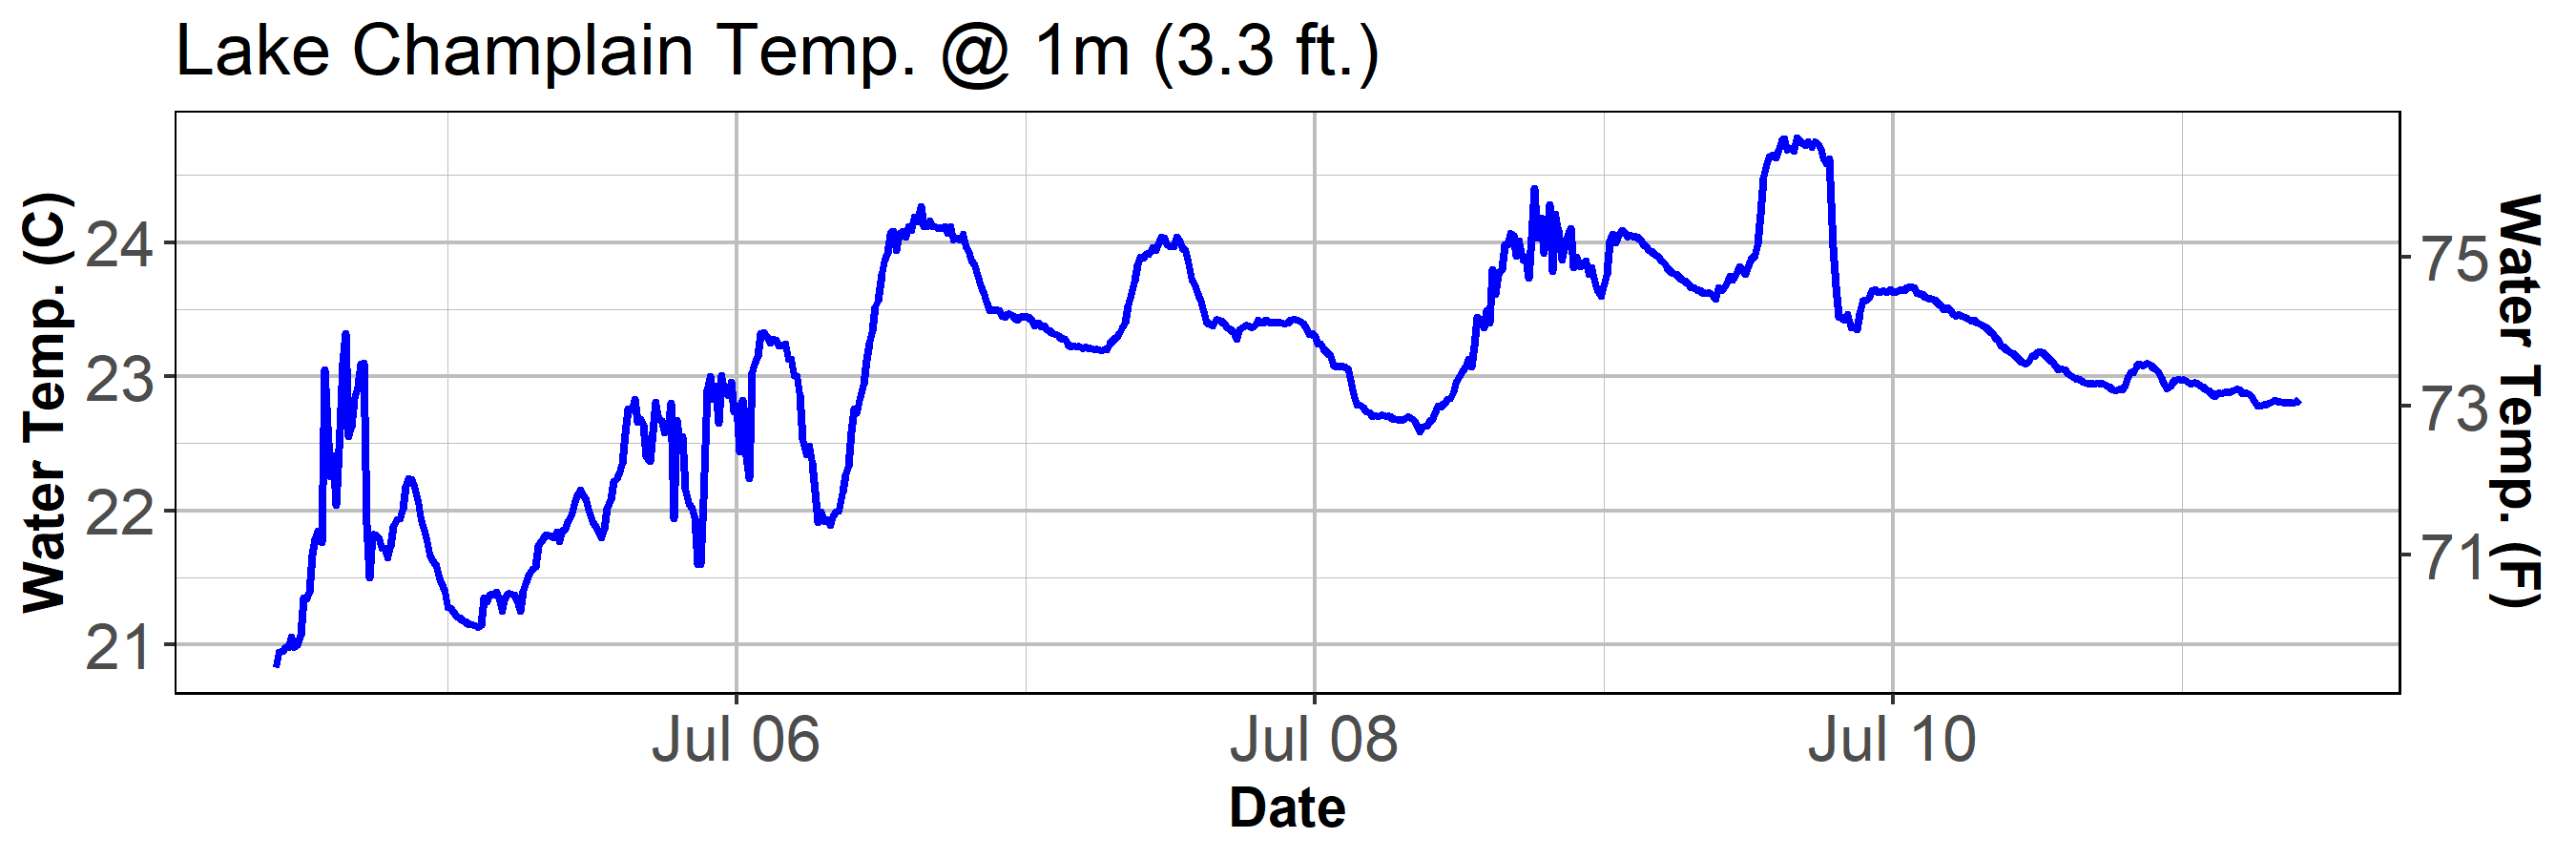 Lake Champlain Temp. @ 1m (3.3 ft.)
Water Temp. (C)
24
23
22
21
75
73
71
Water Temp. (F)
Jul 06 Jul 08 Jul 10
Date